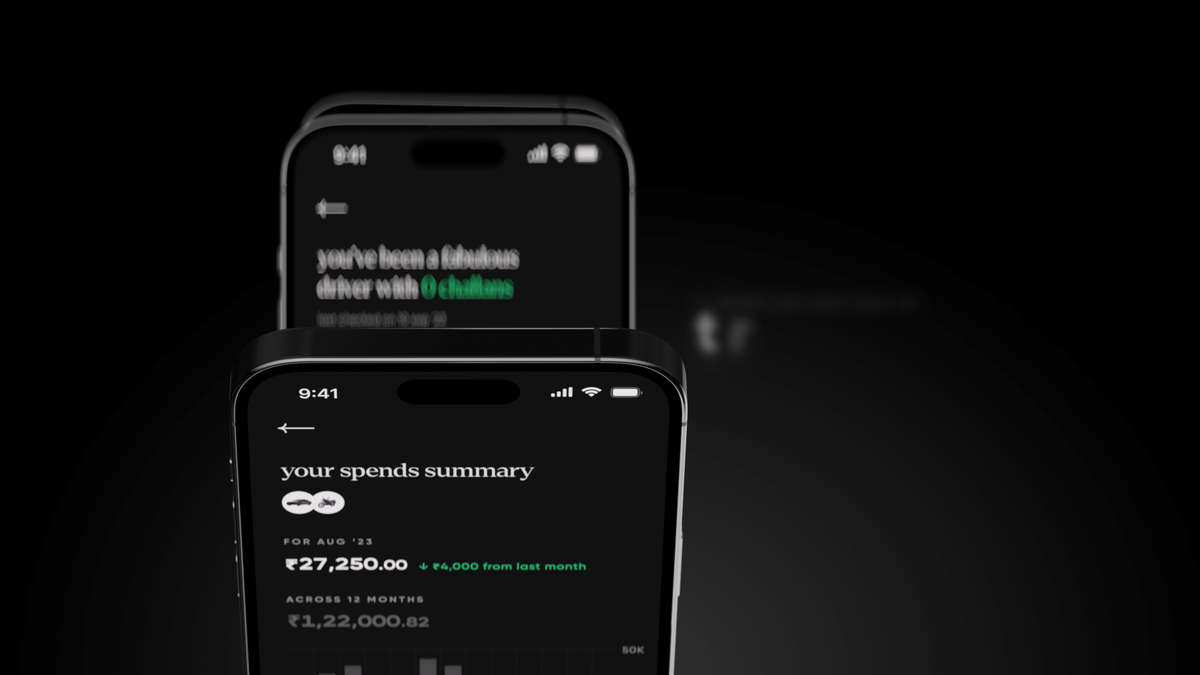 9:41
you've been a fabulous
driver with 0 challans
9:41
your spends summary
FOR AUG '23
₹27,250.00 ↓ ₹4,000 from last month
ACROSS 12 MONTHS
₹1,22,000.82
50K